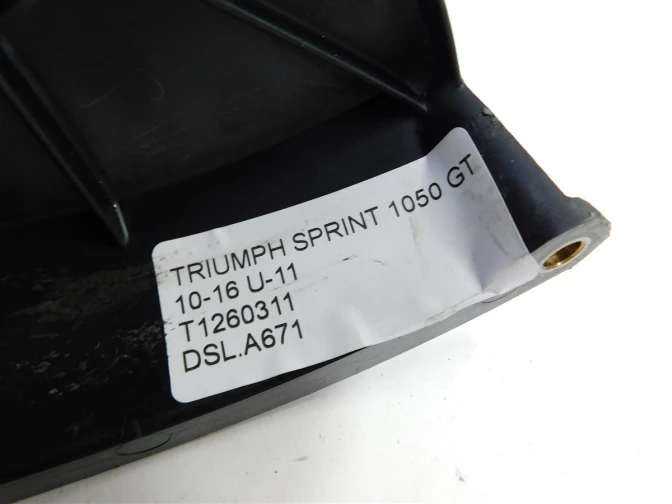 TRIUMPH SPRINT 1050 GT
10-16 U-11
T1260311
DSL.A671